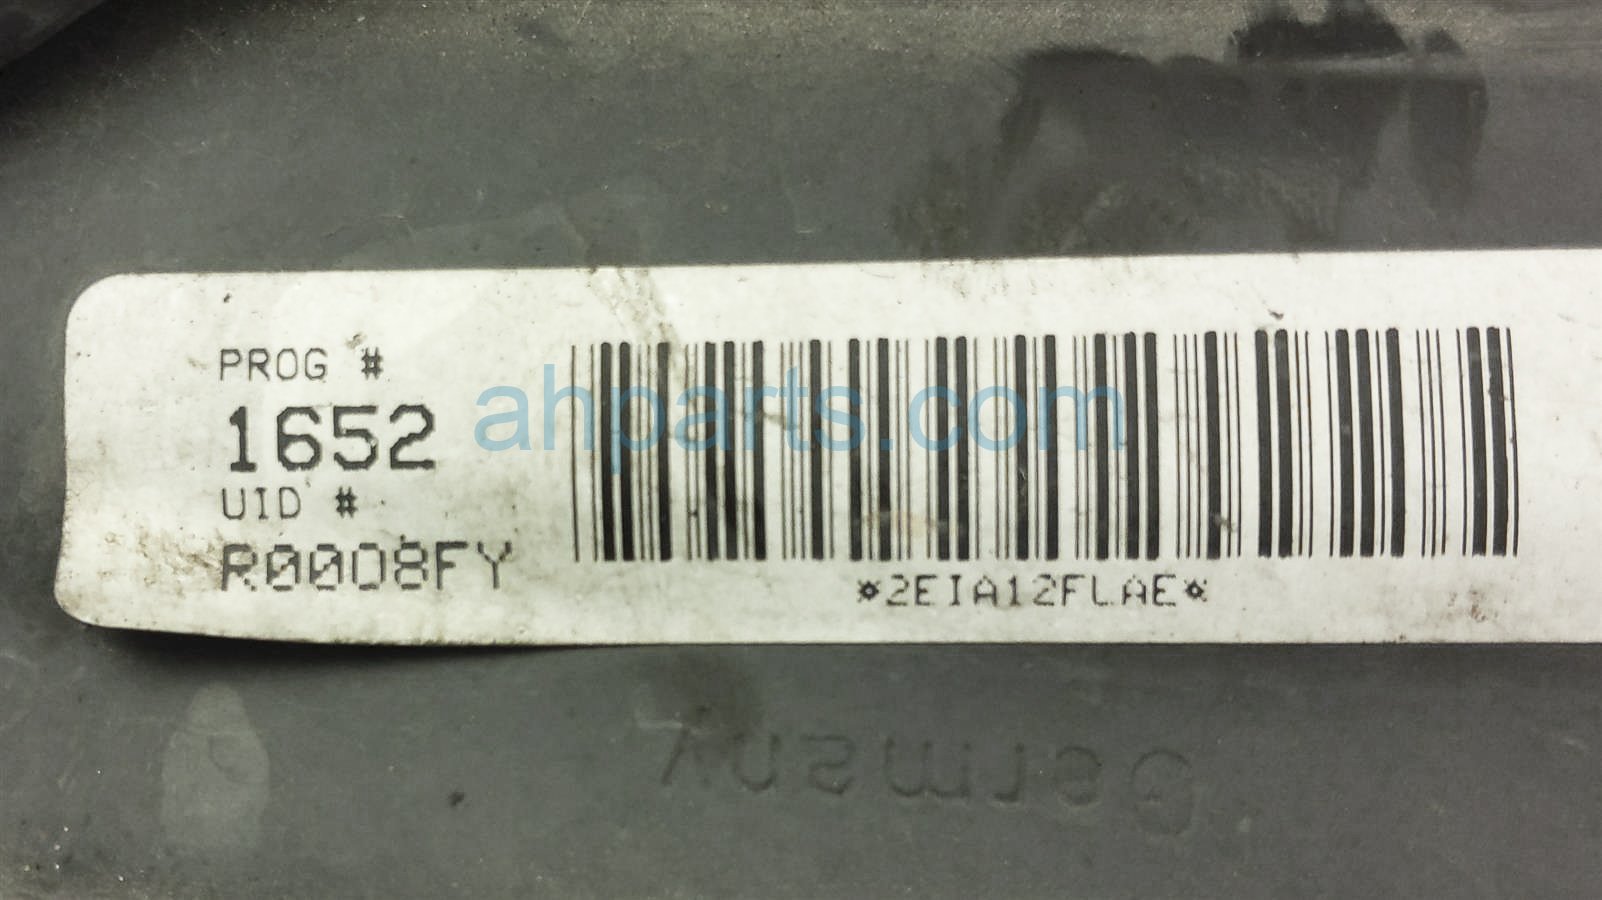 PROG #
1652
UID #
R0008FY
*2EIA12FLAE*
ahparts.com
Germany